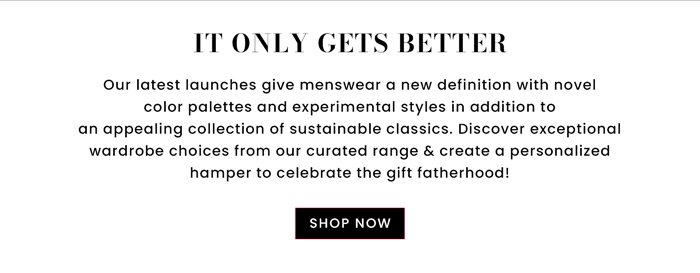 IT ONLY GETS BETTER
Our latest launches give menswear a new definition with novel
color palettes and experimental styles in addition to
an appealing collection of sustainable classics. Discover exceptional
wardrobe choices from our curated range & create a personalized
hamper to celebrate the gift fatherhood!
SHOP NOW